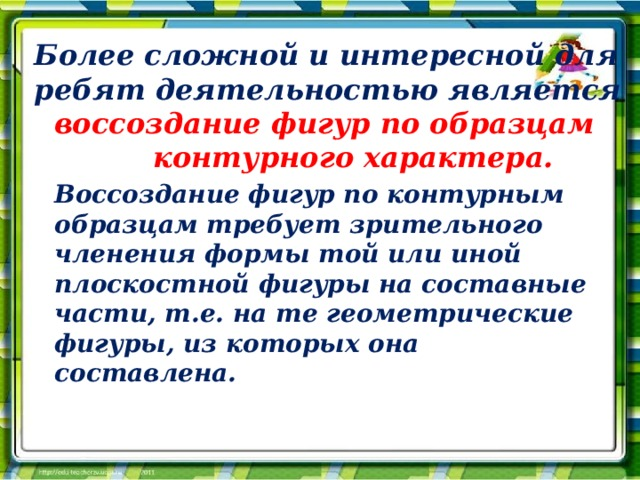 Более сложной и интересной для
ребят деятельностью является
воссоздание фигур по образцам
контурного характера.
Воссоздание фигур по контурным
образцам требует зрительного
членения формы той или иной
плоскостной фигуры на составные
части, т.е. на те геометрические
фигуры, из которых она
составлена.
2011